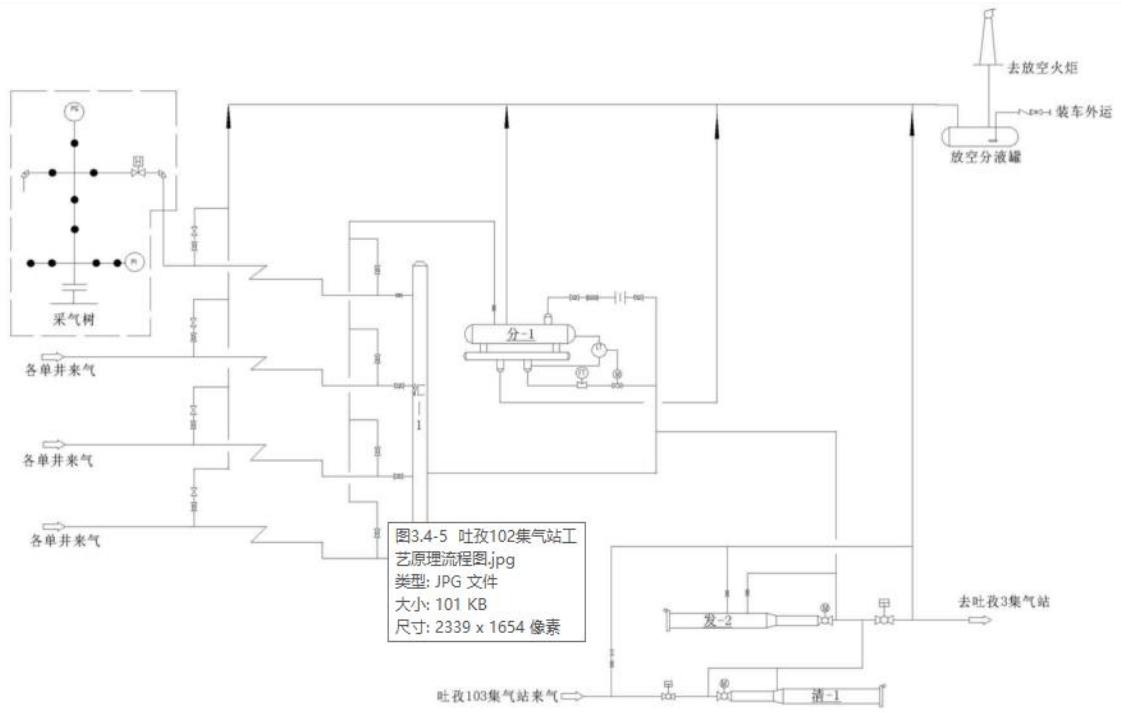 去放空火炬
PG
装车外运
H
放空分液罐
PI
采气树
分-1
各单井来气
汇-1
各单井来气
各单井来气
图3.4-5 吐孜102集气站工
艺原理流程图.jpg
类型: JPG 文件
大小: 101 KB
尺寸: 2339 x 1654 像素
去吐孜3集气站
发-2
吐孜103集气站来气
清-1